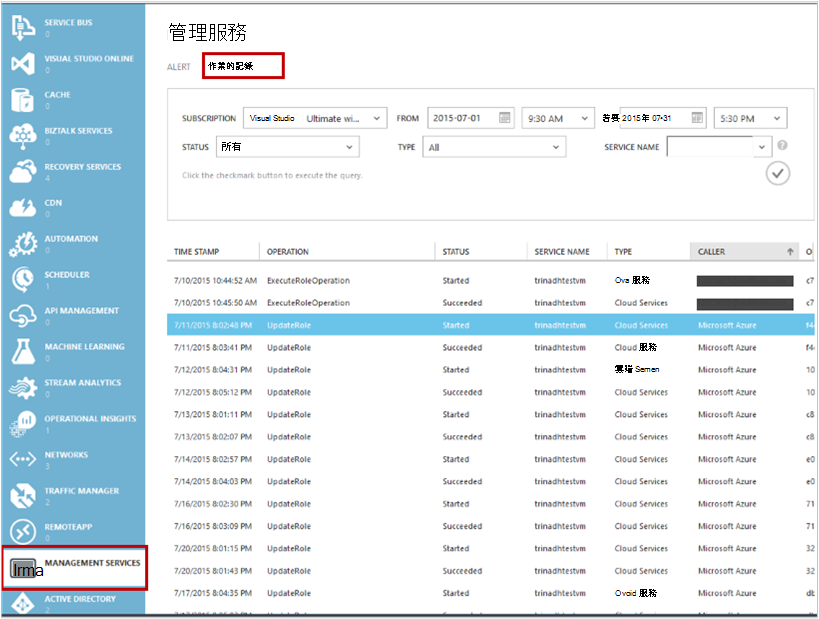 SERVICE BUS
0
VISUAL STUDIO ONLINE
0
CACHE
0
BIZTALK SERVICES
0
RECOVERY SERVICES
4
CDN
0
AUTOMATION
0
SCHEDULER
1
API MANAGEMENT
0
MACHINE LEARNING
0
STREAM ANALYTICS
0
OPERATIONAL INSIGHTS
1
NETWORKS
3
TRAFFIC MANAGER
2
REMOTEAPP
0
MANAGEMENT SERVICES
Irma
ACTIVE DIRECTORY
2
管理服務
ALERT 作業的記錄
SUBSCRIPTION Visual Studio Ultimate wi... FROM 2015-07-01 9:30 AM 若要 2015年 07-31 5:30 PM
STATUS 所有 TYPE All SERVICE NAME
Click the checkmark button to execute the query.
TIME STAMP OPERATION STATUS SERVICE NAME TYPE CALLER
7/10/2015 10:44:52 AM ExecuteRoleOperation Started trinadhtestvm Ova 服務 c7
7/10/2015 10:45:50 AM ExecuteRoleOperation Succeeded trinadhtestvm Cloud Services c7
7/11/2015 8:02:48 PM UpdateRole Started trinadhtestvm Cloud Services Microsoft Azure f4
7/11/2015 8:03:41 PM UpdateRole Succeeded trinadhtestvm Cloud 服務 Microsoft Azure f4
7/12/2015 8:04:31 PM UpdateRole Started trinadhtestvm Semen Microsoft Azure 10
7/12/2015 8:05:12 PM UpdateRole Succeeded trinadhtestvm Cloud Services Microsoft Azure 10
7/13/2015 8:01:11 PM UpdateRole Started trinadhtestvm Cloud Services Microsoft Azure c8
7/13/2015 8:02:07 PM UpdateRole Succeeded trinadhtestvm Cloud Services Microsoft Azure c8
7/14/2015 8:02:57 PM UpdateRole Started trinadhtestvm Cloud Services Microsoft Azure e0
7/14/2015 8:04:03 PM UpdateRole Succeeded trinadhtestvm Cloud Services Microsoft Azure e0
7/16/2015 8:02:30 PM UpdateRole Started trinadhtestvm Cloud Services Microsoft Azure 71
7/16/2015 8:03:09 PM UpdateRole Succeeded trinadhtestvm Cloud Services Microsoft Azure 71
7/20/2015 8:01:15 PM UpdateRole Started trinadhtestvm Cloud Services Microsoft Azure 32
7/20/2015 8:01:43 PM UpdateRole Succeeded trinadhtestvm Cloud Services Microsoft Azure 32
7/17/2015 8:04:35 PM UpdateRole Started trinadhtestvm Ovoid 服務 Microsoft Azure db